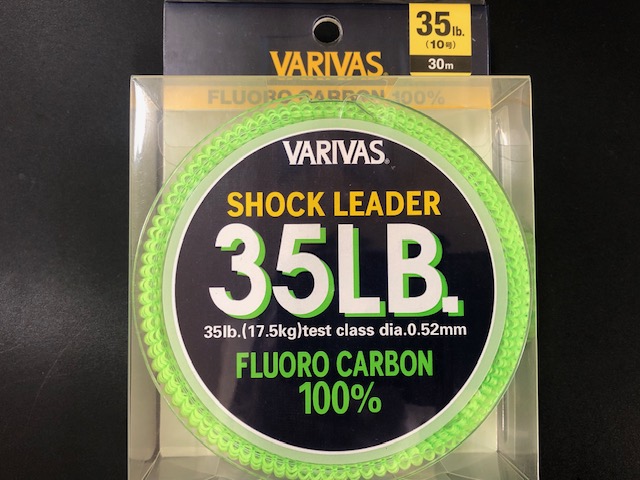 35lb.
(10号)
30m
VARIVAS®
FLUORO CARBON 100%
VARIVAS®
SHOCK LEADER
35LB.
35lb.(17.5kg)test class dia.0.52mm
FLUORO CARBON
100%